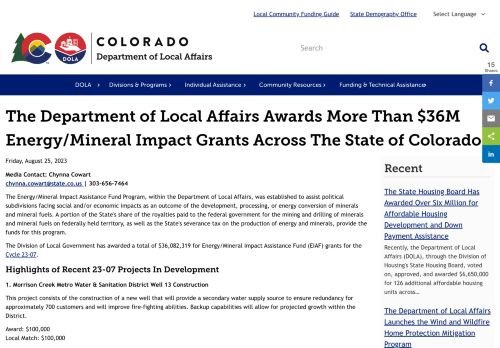 Local Community Funding Guide
State Demography Office
Select Language
COLORADO
Department of Local Affairs
CO
DOLA
Search
DOLA
Divisions & Programs
Individual Assistance
Community Resources
Funding & Technical Assistance
15
Shares
The Department of Local Affairs Awards More Than $36M
Energy/Mineral Impact Grants Across The State of Colorado
Friday, August 25, 2023
Media Contact: Chynna Cowart
chynna.cowart@state.co.us | 303-656-7464
The Energy/Mineral Impact Assistance Fund Program, within the Department of Local Affairs, was established to assist political
subdivisions facing social and/or economic impacts as an outcome of the development, processing, or energy conversion of minerals
and mineral fuels. A portion of the State's share of the royalties paid to the federal government for the mining and drilling of minerals
and mineral fuels on federally held territory, as well as the State's severance tax on the production of energy and minerals, provide the
funds for this program.
The Division of Local Government has awarded a total of $36,082,319 for Energy/Mineral Impact Assistance Fund (EIAF) grants for the
Cycle 23-07.
Highlights of Recent 23-07 Projects In Development
1. Morrison Creek Metro Water & Sanitation District Well 13 Construction
This project consists of the construction of a new well that will provide a secondary water supply source to ensure redundancy for
approximately 700 customers and will improve fire-fighting abilities. Backup capabilities will allow for projected growth within the
District.
Award: $100,000
Local Match: $100,000
Recent
The State Housing Board Has
Awarded Over Six Million for
Affordable Housing
Development and Down
Payment Assistance
Recently, the Department of Local
Affairs (DOLA), through the Division of
Housing's State Housing Board, voted
on, approved, and awarded $6,650,000
for 126 additional affordable housing
units across…
The Department of Local Affairs
Launches the Wind and Wildfire
Home Protection Mitigation
Program